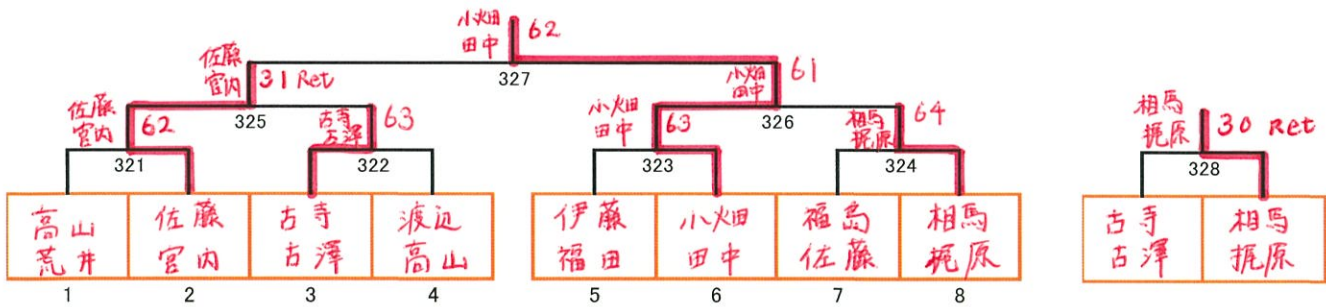 小畑
田中
62
327
佐藤
宮内
31 Ret
325
小畑
田中
61
326
佐藤
宮内
62
321
古寺
古澤
63
322
小畑
田中
63
323
相馬
梶原
64
324
相馬
梶原
30 Ret
328
高山
荒井
佐藤
宮内
古寺
古澤
渡辺
高山
伊藤
福田
小畑
田中
福島
佐藤
相馬
梶原
古寺
古澤
相馬
梶原
1 2 3 4 5 6 7 8